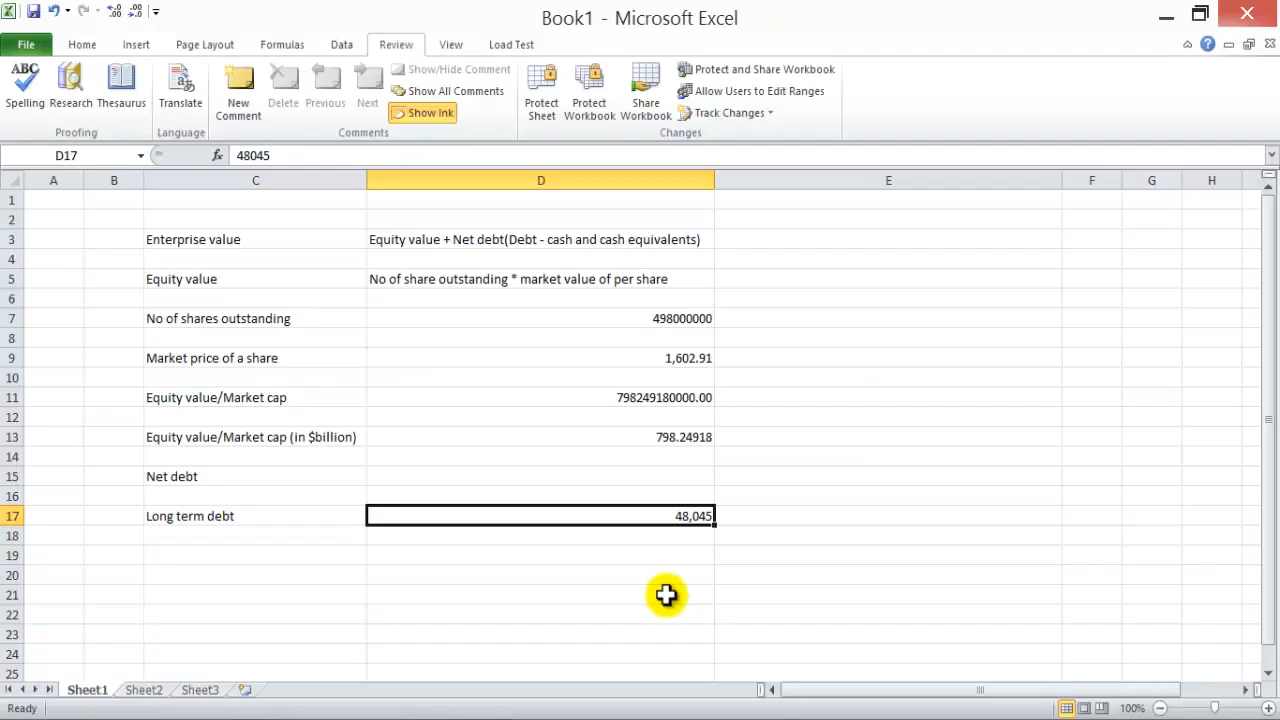 Book1 - Microsoft Excel
File Home Insert Page Layout Formulas Data Review View Load Test
ABC
Spelling Research Thesaurus
Proofing
Translate
Language
New Comment
Delete Previous Next
Show/Hide Comment
Show All Comments
Show Ink
Comments
Protect Sheet
Protect Workbook
Share Workbook
Protect and Share Workbook
Allow Users to Edit Ranges
Track Changes
Changes
D17 fx 48045
A B C D E F G H
1
2
3 Enterprise value Equity value + Net debt(Debt - cash and cash equivalents)
4
5 Equity value No of share outstanding * market value of per share
6
7 No of shares outstanding 498000000
8
9 Market price of a share 1,602.91
10
11 Equity value/Market cap 798249180000.00
12
13 Equity value/Market cap (in $billion) 798.24918
14
15 Net debt
16
17 Long term debt 48,045
18
19
20
21
22
23
24
25
Sheet1 Sheet2 Sheet3
Ready 100%